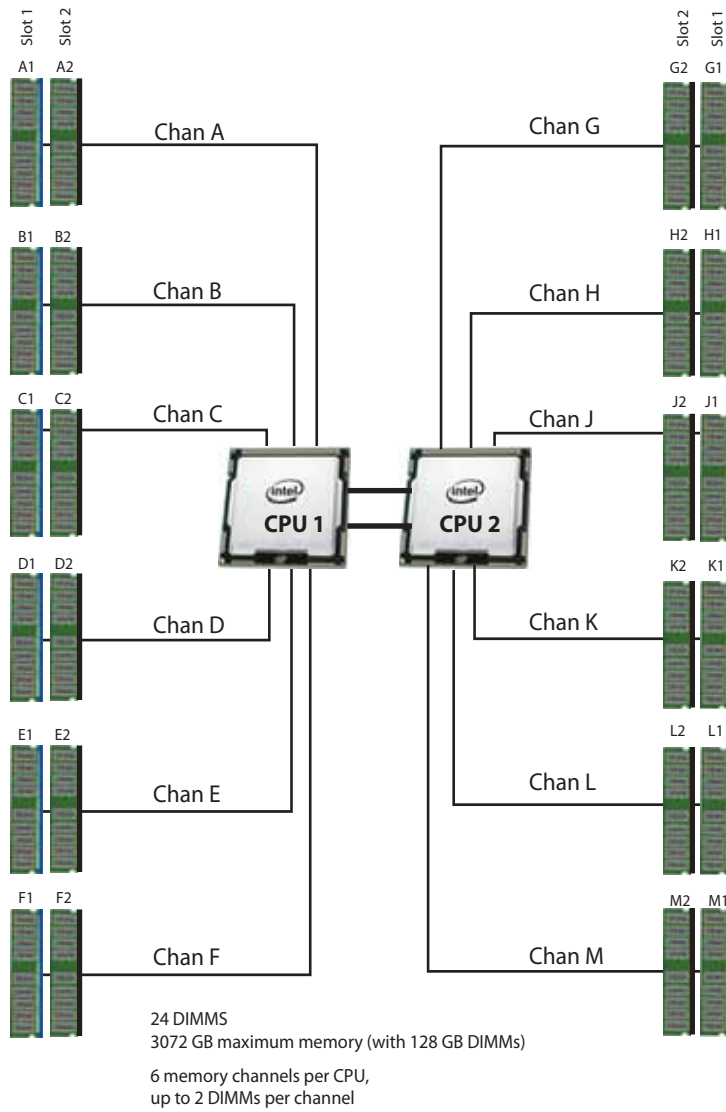 Slot 1 Slot 2 Slot 2 Slot 1
A1 A2 G2 G1
Chan A Chan G
B1 B2 H2 H1
Chan B Chan H
C1 C2 J2 J1
Chan C Chan J
intel intel
CPU 1 CPU 2
D1 D2 K2 K1
Chan D Chan K
E1 E2 L2 L1
Chan E Chan L
F1 F2 M2 M1
Chan F Chan M
24 DIMMS
3072 GB maximum memory (with 128 GB DIMMs)
6 memory channels per CPU,
up to 2 DIMMs per channel